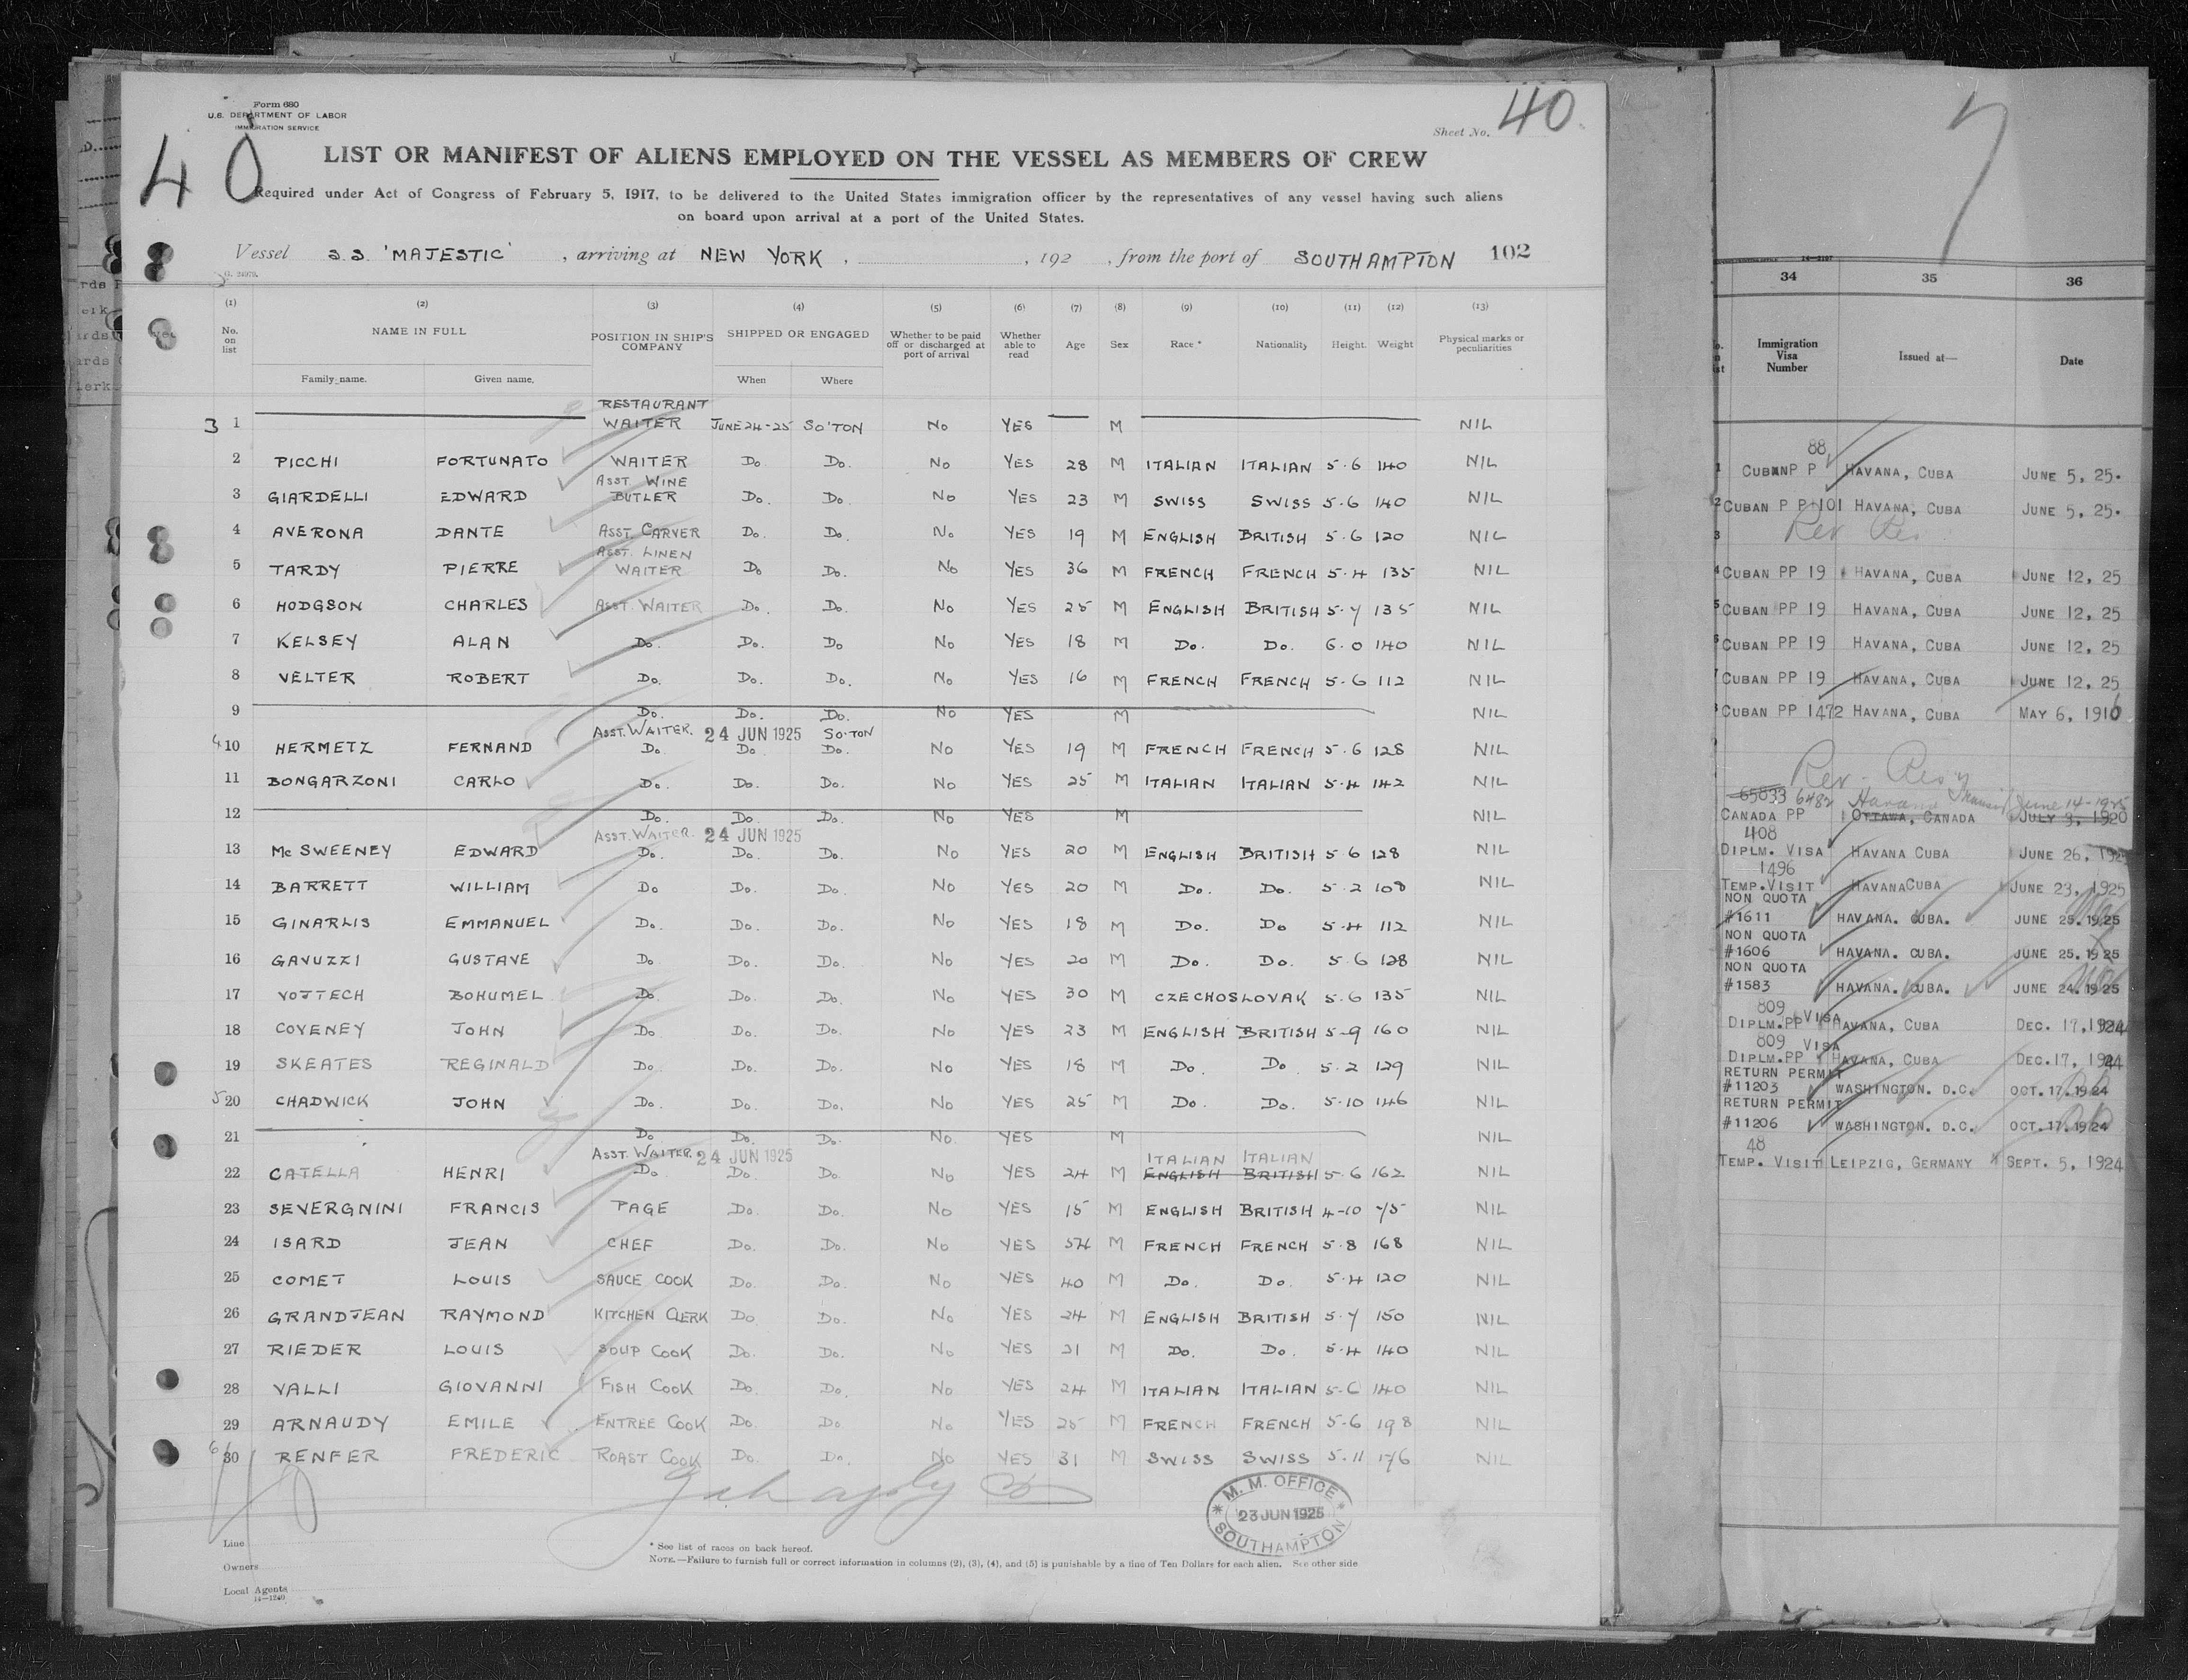 Form 680
U.S. DEPARTMENT OF LABOR
IMMIGRATION SERVICE
40
Sheet No. 40.
LIST OR MANIFEST OF ALIENS EMPLOYED ON THE VESSEL AS MEMBERS OF CREW
Required under Act of Congress of February 5, 1917, to be delivered to the United States immigration officer by the representatives of any vessel having such aliens
on board upon arrival at a port of the United States.
Vessel S.S. 'MAJESTIC', arriving at NEW YORK, , 192 , from the port of SOUTHAMPTON 102
(1) (2) (3) (4) (5) (6) (7) (8) (9) (10) (11) (12) (13)
No. on list NAME IN FULL POSITION IN SHIP'S COMPANY SHIPPED OR ENGAGED Whether to be paid off or discharged at port of arrival Whether able to read Age Sex Race * Nationality Height. Weight Physical marks or peculiarities
Family name. Given name. When Where
RESTAURANT
3 1 WAITER JUNE 24-25 SO'TON No YES M NIL
2 PICCHI FORTUNATO WAITER Do. Do. No YES 28 M ITALIAN ITALIAN 5.6 140 NIL
ASST. WINE
3 GIARDELLI EDWARD BUTLER Do. Do. No YES 23 M SWISS SWISS 5.6 140 NIL
4 AVERONA DANTE ASST. CARVER Do. Do. No YES 19 M ENGLISH BRITISH 5.6 120 NIL
ASST. LINEN
5 TARDY PIERRE WAITER Do Do. No YES 36 M FRENCH FRENCH 5.4 135 NIL
6 HODGSON CHARLES ASST. WAITER Do. Do. No YES 25 M ENGLISH BRITISH 5.7 135 NIL
7 KELSEY ALAN Do. Do. Do No YES 18 M Do. Do. 6.0 140 NIL
8 VELTER ROBERT Do. Do. Do. No YES 16 M FRENCH FRENCH 5.6 112 NIL
9 Do. Do. Do. No YES M NIL
ASST. WAITER. 24 JUN 1925 SO'TON
4 10 HERMETZ FERNAND Do. Do Do. No YES 19 M FRENCH FRENCH 5.6 128 NIL
11 BONGARZONI CARLO Do. Do. Do. No YES 25 M ITALIAN ITALIAN 5.4 142 NIL
12 Do. Do. Do. No YES M NIL
ASST. WAITER. 24 JUN 1925
13 McSWEENEY EDWARD Do. Do. Do. No YES 20 M ENGLISH BRITISH 5.6 128 NIL
14 BARRETT WILLIAM Do Do. Do. No YES 20 M Do. Do. 5.2 108 NIL
15 GINARLIS EMMANUEL Do. Do. Do. No YES 18 M Do. Do 5.4 112 NIL
16 GAVUZZI GUSTAVE Do Do. Do. No YES 20 M Do. Do. 5.6 128 NIL
17 VOJTECH BOHUMEL Do. Do. Do. No YES 30 M CZECHOSLOVAK 5.6 135 NIL
18 COVENEY JOHN Do Do. Do. No YES 23 M ENGLISH BRITISH 5-9 160 NIL
19 SKEATES REGINALD Do. Do. Do. No YES 18 M Do. Do 5.2 129 NIL
5 20 CHADWICK JOHN Do. Do. Do. No YES 25 M Do. Do. 5.10 146 NIL
21 Do Do. Do. No. YES M NIL
ASST. WAITER. 24 JUN 1925 ITALIAN ITALIAN
22 CATELLA HENRI Do. Do. Do. No YES 24 M ENGLISH BRITISH 5.6 162 NIL
23 SEVERGNINI FRANCIS PAGE Do. Do. No YES 15 M ENGLISH BRITISH 4-10 75 NIL
24 ISARD JEAN CHEF Do. Do. No YES 54 M FRENCH FRENCH 5.8 168 NIL
25 COMET LOUIS SAUCE COOK Do. Do. No YES 40 M Do. Do. 5.4 120 NIL
26 GRANDJEAN RAYMOND KITCHEN CLERK Do Do. No YES 24 M ENGLISH BRITISH 5.7 150 NIL
27 RIEDER LOUIS SOUP COOK Do. Do. No YES 21 M Do. Do. 5.4 140 NIL
28 VALLI GIOVANNI FISH COOK Do Do. No YES 24 M ITALIAN ITALIAN 5.6 140 NIL
29 ARNAUDY EMILE ENTREE COOK Do Do No YES 25 M FRENCH FRENCH 5.6 198 NIL
6 30 RENFER FREDERIC ROAST COOK Do Do. No YES 31 M SWISS SWISS 5.11 176 NIL
M. M. OFFICE
23 JUN 1925
SOUTHAMPTON
Line
Owners
Local Agents
14—1240
* See list of races on back hereof.
NOTE.—Failure to furnish full or correct information in columns (2), (3), (4), and (5) is punishable by a fine of Ten Dollars for each alien. See other side
7
34 35 36
Immigration Visa Number Issued at— Date
88
CUBAN P P HAVANA, CUBA JUNE 5, 25.
CUBAN P P 101 HAVANA, CUBA JUNE 5, 25.
Rev Res
CUBAN PP 19 HAVANA, CUBA JUNE 12, 25
CUBAN PP 19 HAVANA, CUBA JUNE 12, 25
CUBAN PP 19 HAVANA, CUBA JUNE 12, 25
CUBAN PP 19 HAVANA, CUBA JUNE 12, 25
CUBAN PP 1472 HAVANA, CUBA MAY 6, 1916
65833 6482 Havana Transit June 14-1925
CANADA PP OTTAWA, CANADA JULY 9, 1920
408
DIPLM. VISA HAVANA CUBA JUNE 26,
1496
TEMP. VISIT HAVANA CUBA JUNE 23, 1925
NON QUOTA
#1611 HAVANA. CUBA. JUNE 25. 1925
NON QUOTA
#1606 HAVANA. CUBA. JUNE 25. 1925
NON QUOTA
#1583 HAVANA. CUBA. JUNE 24. 1925
809 VISA
DIPLM.PP HAVANA, CUBA DEC. 17, 1924
809 VISA
DIPLM.PP HAVANA, CUBA DEC.17, 1924
RETURN PERMIT
#11203 WASHINGTON. D.C. OCT. 17. 1924
RETURN PERMIT
#11206 WASHINGTON. D.C. OCT. 17. 1924
48
TEMP. VISIT LEIPZIG, GERMANY SEPT. 5, 1924